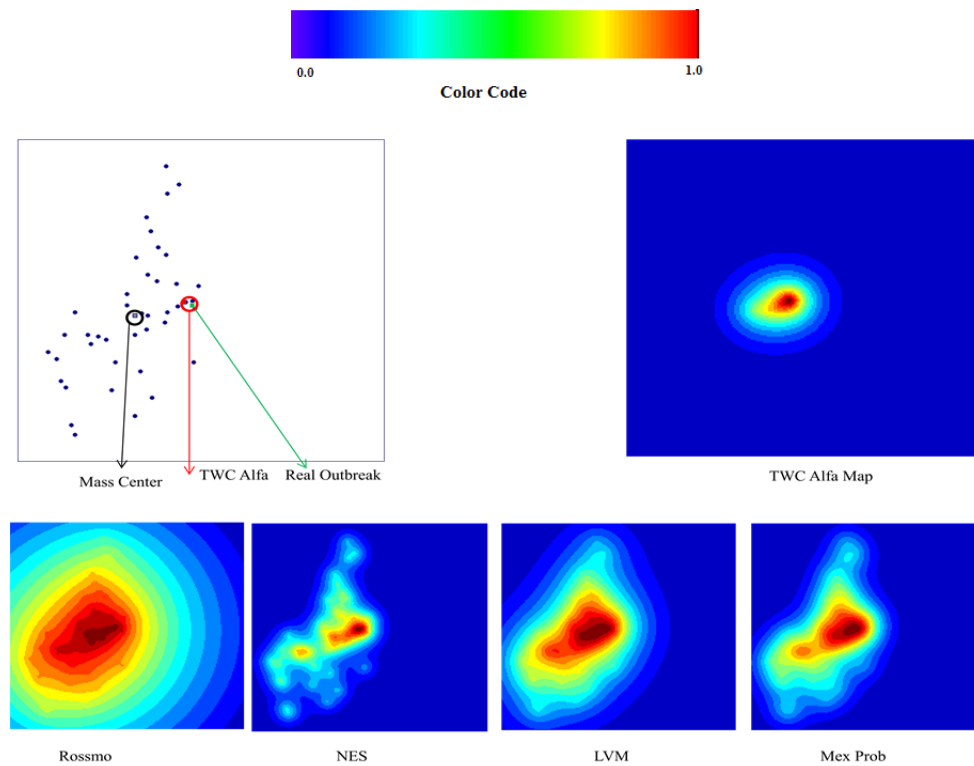 0.0
1.0
Color Code
Mass Center
TWC Alfa
Real Outbreak
TWC Alfa Map
Rossmo
NES
LVM
Mex Prob